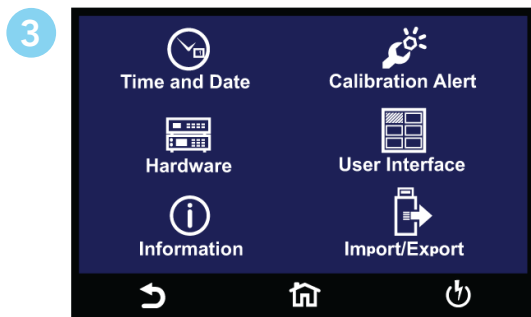 3
Time and Date
Calibration Alert
Hardware
User Interface
Information
Import/Export